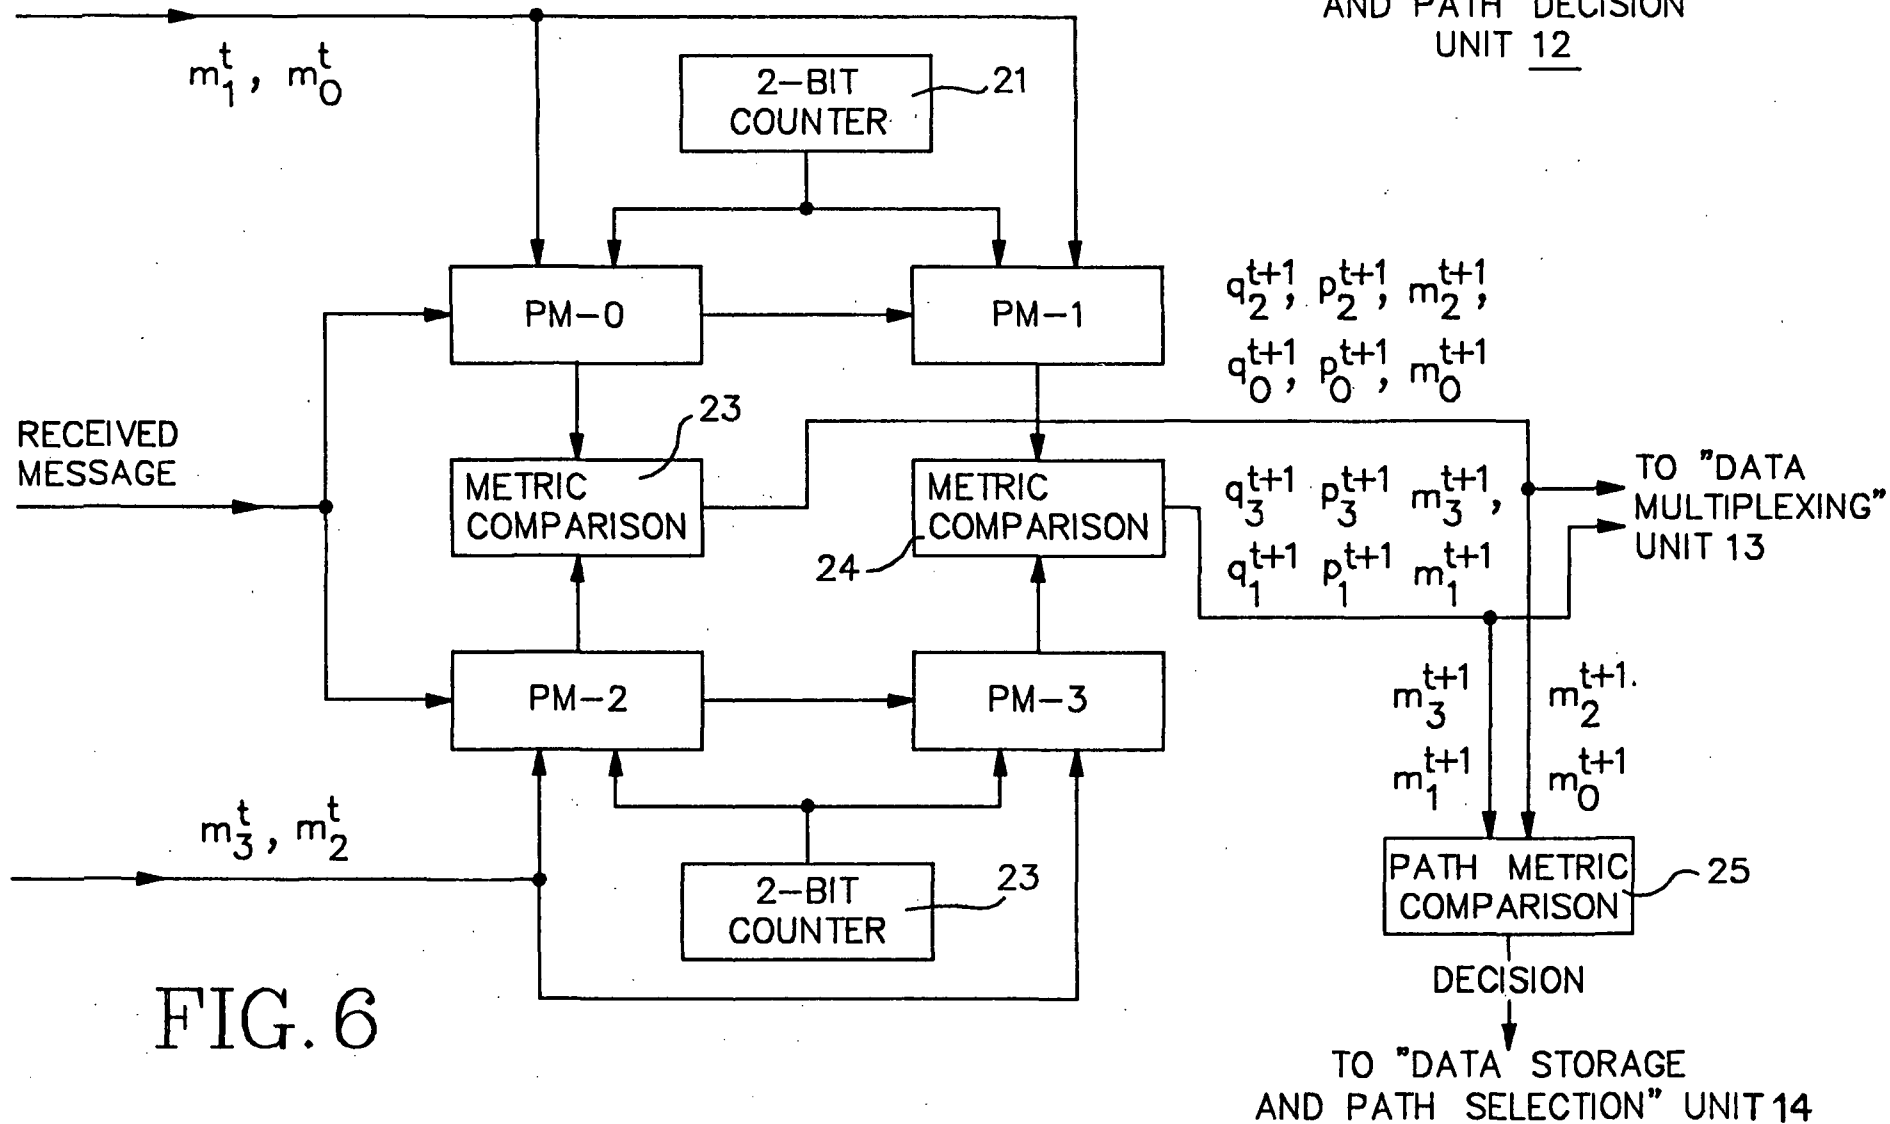 AND PATH DECISION
UNIT 12
m₁ᵗ, m₀ᵗ
2-BIT
COUNTER
21
PM-0
PM-1
q₂ᵗ⁺¹, p₂ᵗ⁺¹, m₂ᵗ⁺¹,
q₀ᵗ⁺¹, p₀ᵗ⁺¹, m₀ᵗ⁺¹
RECEIVED
MESSAGE
23
METRIC
COMPARISON
METRIC
COMPARISON
24
q₃ᵗ⁺¹ p₃ᵗ⁺¹ m₃ᵗ⁺¹,
q₁ᵗ⁺¹ p₁ᵗ⁺¹ m₁ᵗ⁺¹
TO "DATA
MULTIPLEXING"
UNIT 13
PM-2
PM-3
m₃ᵗ⁺¹ m₂ᵗ⁺¹
m₁ᵗ⁺¹ m₀ᵗ⁺¹
m₃ᵗ, m₂ᵗ
2-BIT
COUNTER
23
PATH METRIC
COMPARISON
25
DECISION
FIG. 6
TO "DATA STORAGE
AND PATH SELECTION" UNIT 14